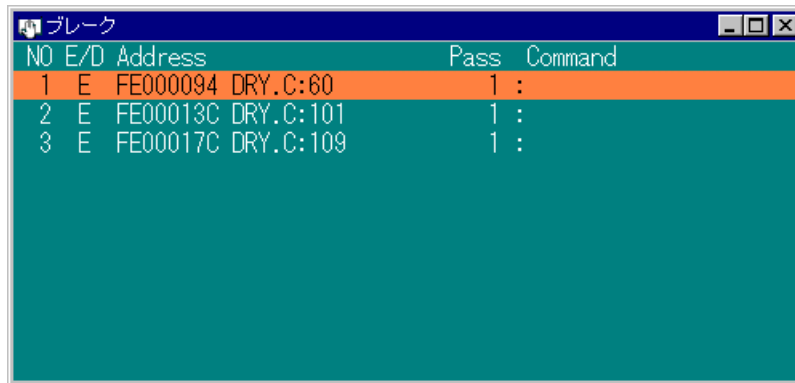 ブレーク
NO E/D Address Pass Command
1 E FE000094 DRY.C:60 1 :
2 E FE00013C DRY.C:101 1 :
3 E FE00017C DRY.C:109 1 :